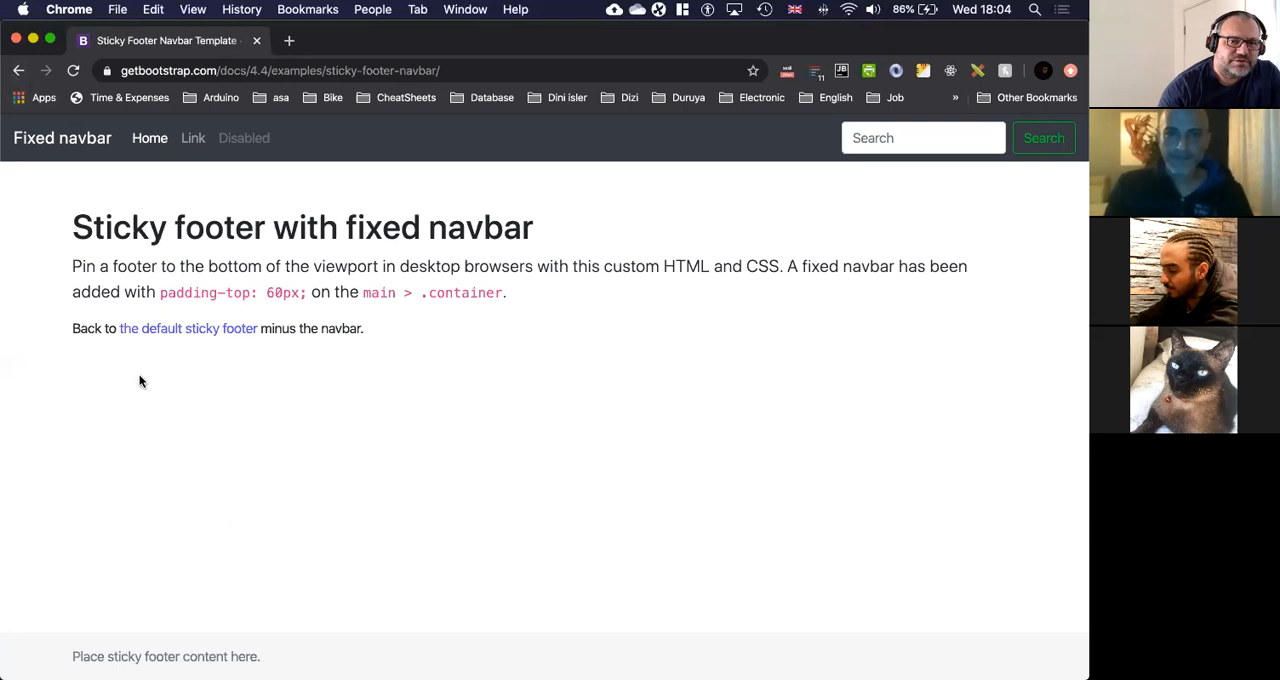 Chrome File Edit View History Bookmarks People Tab Window Help 86% Wed 18:04
Sticky Footer Navbar Template
getbootstrap.com/docs/4.4/examples/sticky-footer-navbar/
Apps Time & Expenses Arduino asa Bike CheatSheets Database Dini isler Dizi Duruya Electronic English Job » Other Bookmarks
Fixed navbar Home Link Disabled Search Search
Sticky footer with fixed navbar
Pin a footer to the bottom of the viewport in desktop browsers with this custom HTML and CSS. A fixed navbar has been
added with padding-top: 60px; on the main > .container.
Back to the default sticky footer minus the navbar.
Place sticky footer content here.